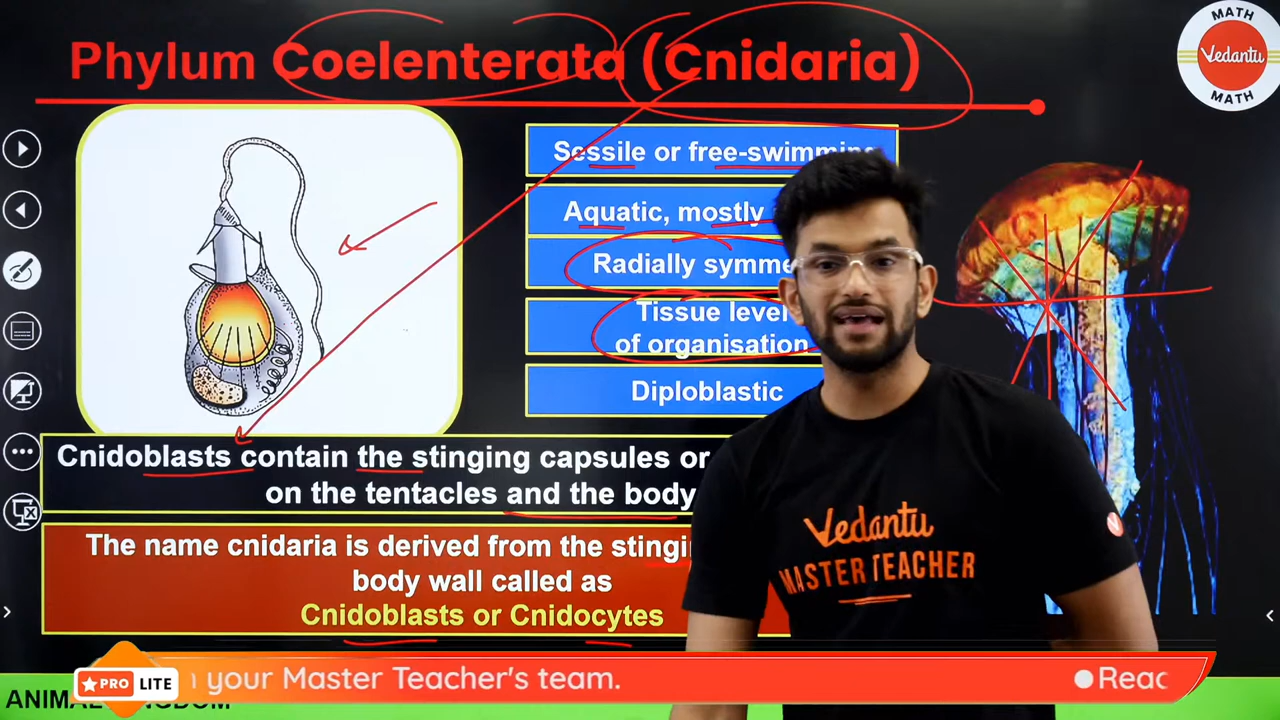 Phylum Coelenterata (Cnidaria)
MATH
Vedantu
MATH
Sessile or free-swimming
Aquatic, mostly
Radially symme
Tissue level
of organisation
Diploblastic
Cnidoblasts contain the stinging capsules or
on the tentacles and the body
The name cnidaria is derived from the stingi
body wall called as
Cnidoblasts or Cnidocytes
Vedantu
MASTER TEACHER
V
PRO LITE
n your Master Teacher's team.
Reac
ANIMAL KINGDOM